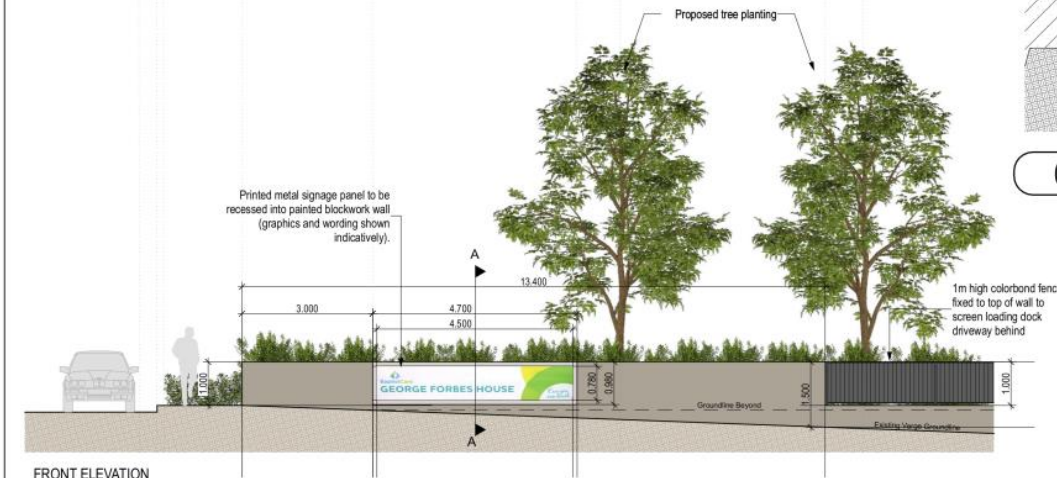 Proposed tree planting
Printed metal signage panel to be
recessed into painted blockwork wall
(graphics and wording shown
indicatively).
A
13.400
3.000
4.700
4.500
1m high colorbond fenc
fixed to top of wall to
screen loading dock
driveway behind
1.000
GEORGE FORBES HOUSE
0.780
0.980
1.500
1.000
Groundline Beyond
Existing Verge Groundline
A
FRONT ELEVATION